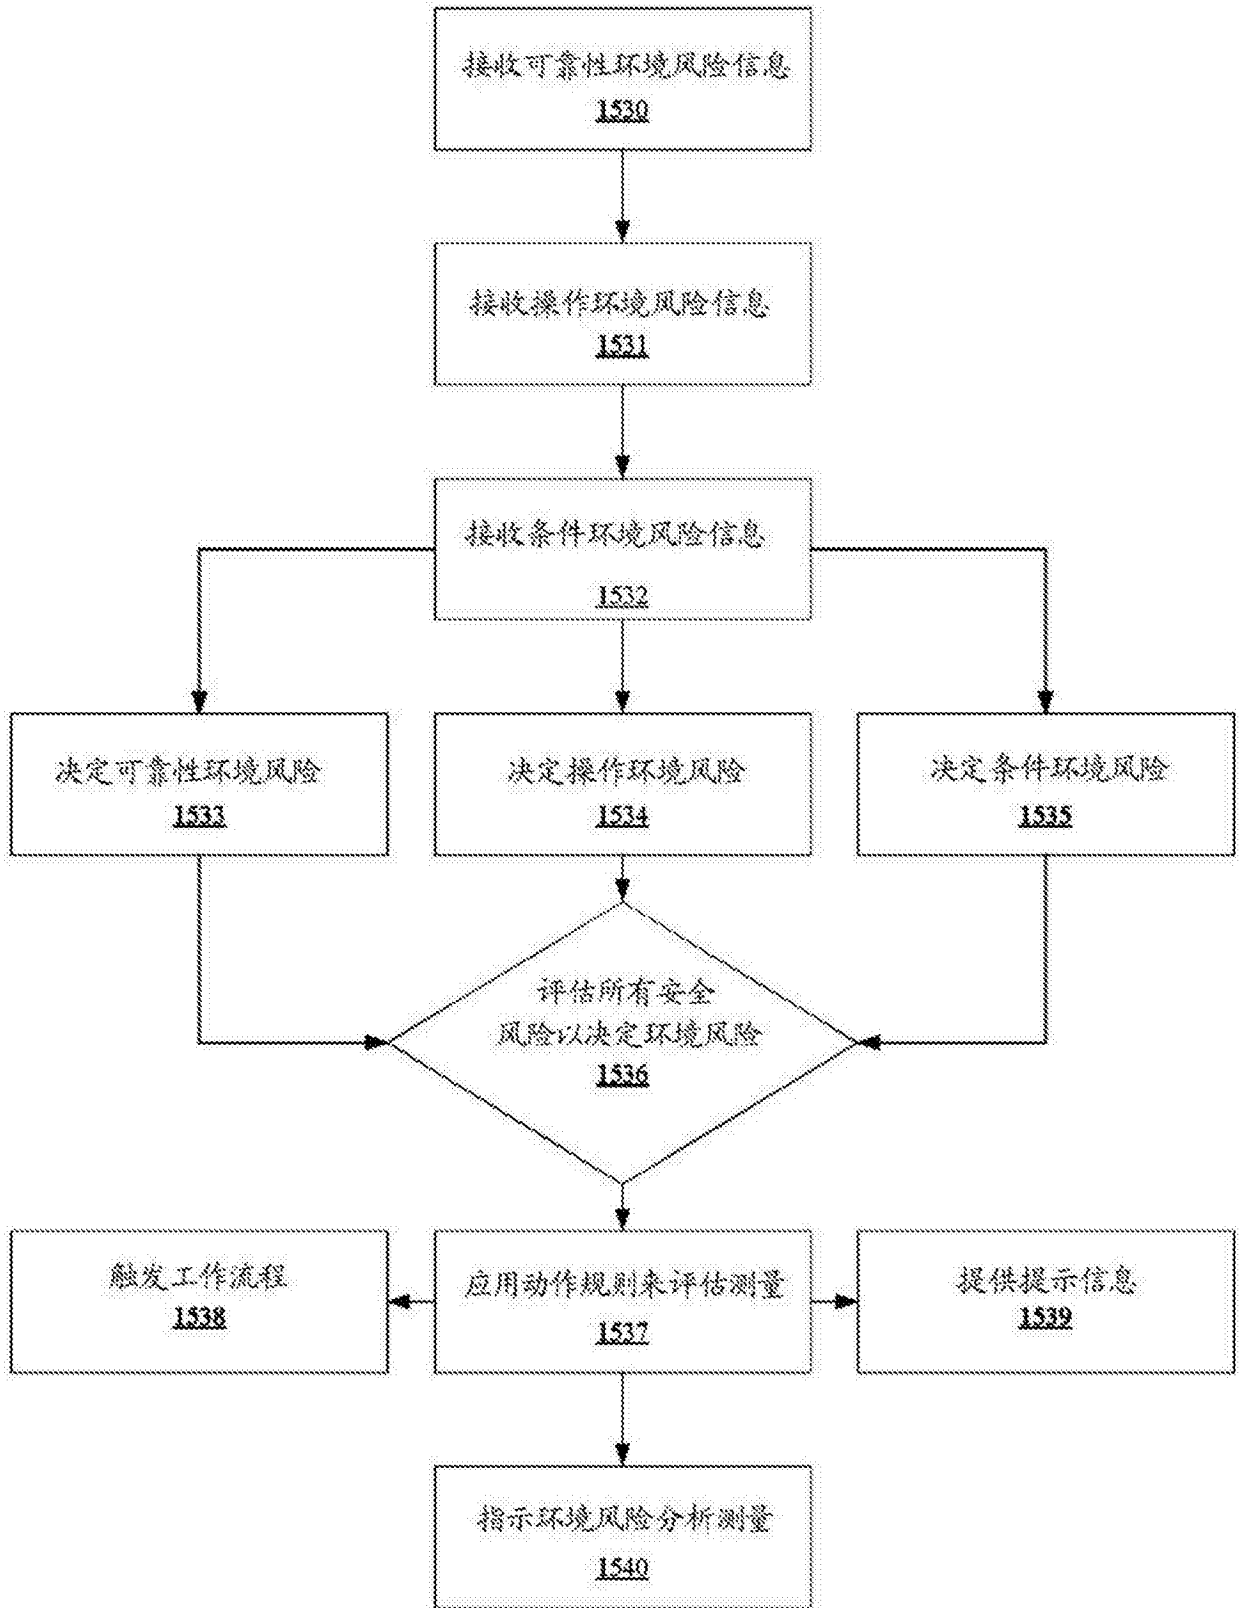 接收可靠性环境风险信息
1530
接收操作环境风险信息
1531
接收条件环境风险信息
1532
决定可靠性环境风险
1533
决定操作环境风险
1534
决定条件环境风险
1535
评估所有安全
风险以决定环境风险
1536
触发工作流程
1538
应用动作规则来评估测量
1537
提供提示信息
1539
指示环境风险分析测量
1540